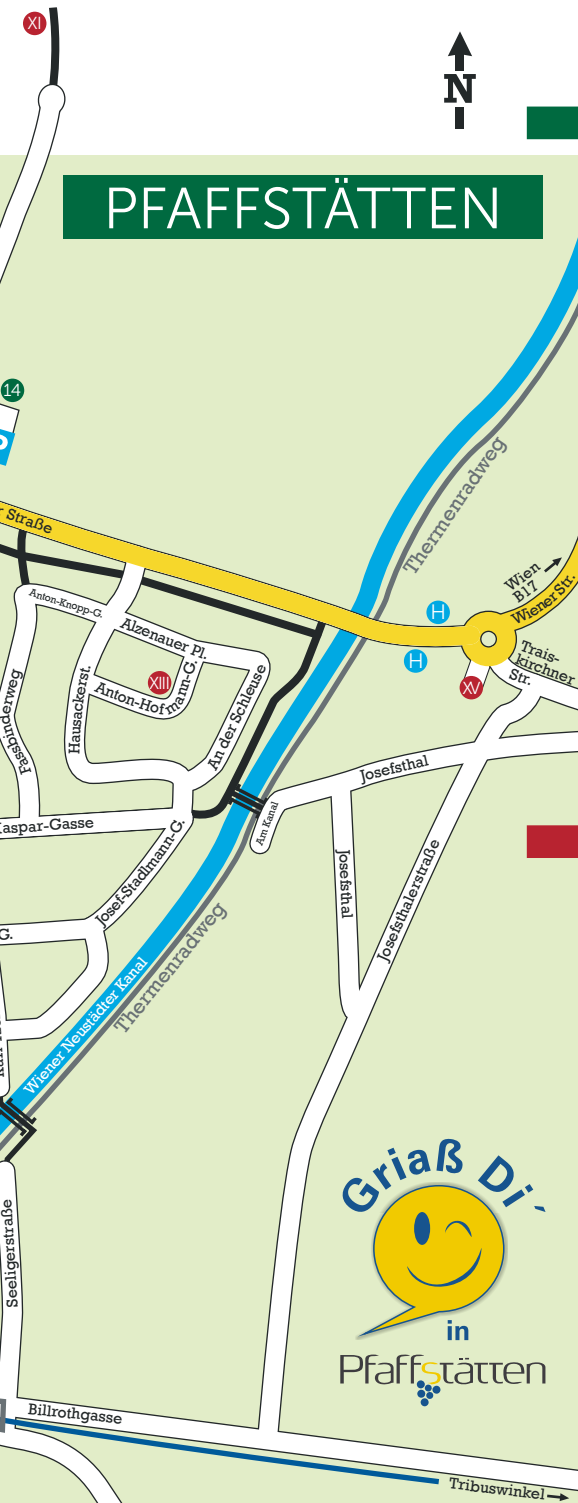 XI
N
PFAFFSTÄTTEN
14
Straße
Thermenradweg
Wien
B17
Wiener Str.
H
H
Trais-
kirchner
Str.
XV
Anton-Knopp-G.
Alzenauer Pl.
XIII
Anton-Hofmann-G.
Hausackerst.
Fassbinderweg
An der Schleuse
Kaspar-Gasse
Josefsthal
Am Kanal
Josefsthal
Josefsthalerstraße
Josef-Stadlmann-G.
G.
Thermenradweg
Wiener Neustädter Kanal
Seeligerstraße
Griaß Di´
in
Pfaffstätten
Billrothgasse
Tribuswinkel